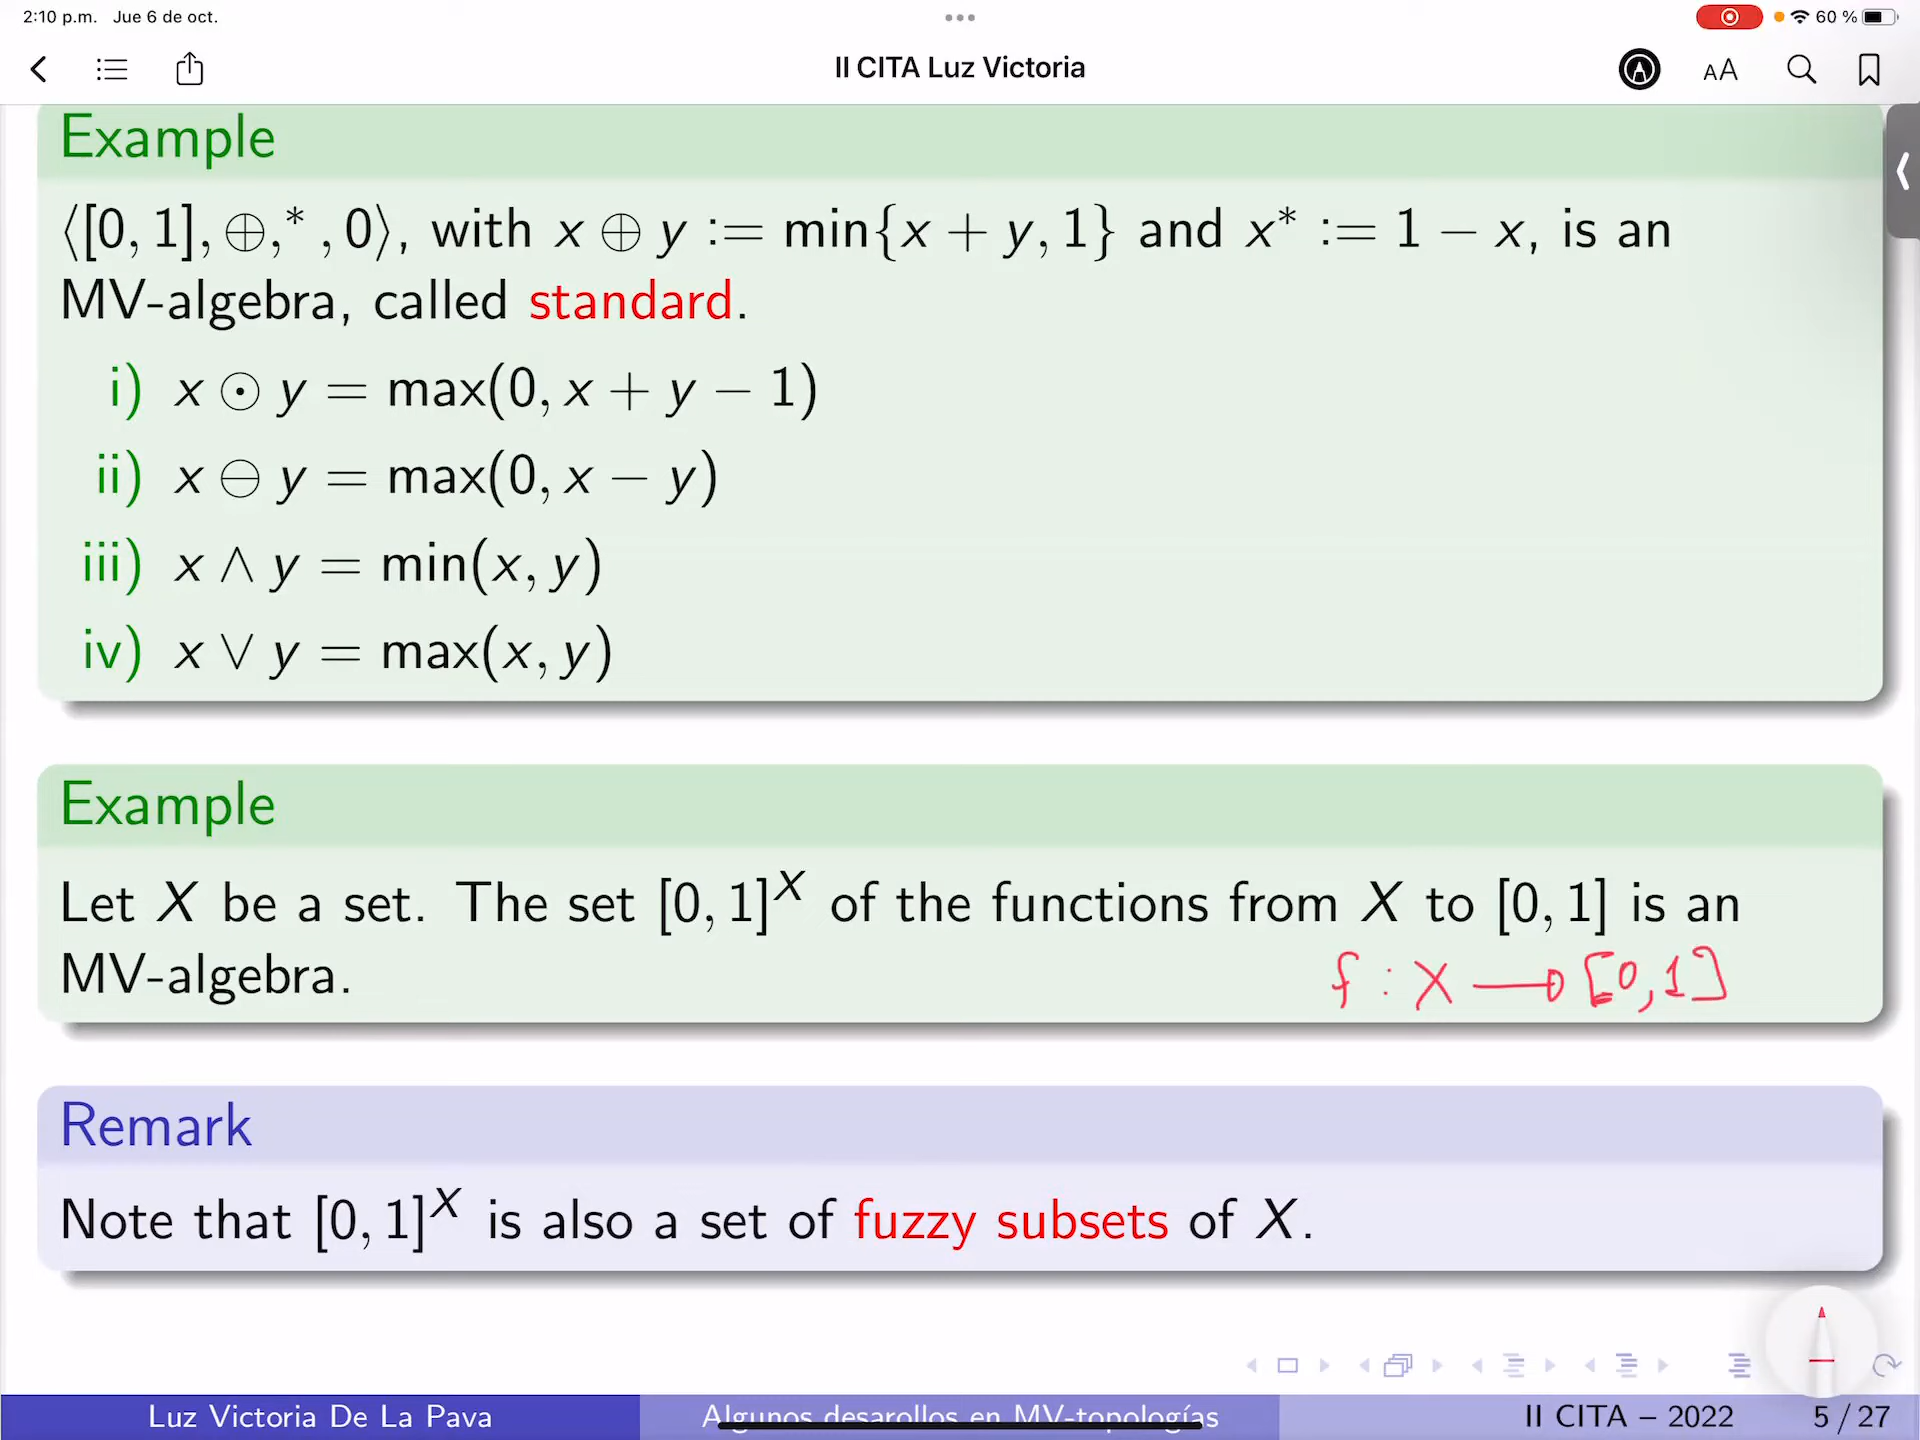 2:10 p.m. Jue 6 de oct.
60 %
II CITA Luz Victoria
AA
Example
⟨[0, 1], ⊕,* , 0⟩, with x ⊕ y := min{x + y, 1} and x* := 1 − x, is an
MV-algebra, called standard.
i) x ⊙ y = max(0, x + y − 1)
ii) x ⊖ y = max(0, x − y)
iii) x ∧ y = min(x, y)
iv) x ∨ y = max(x, y)
Example
Let X be a set. The set [0, 1]^X of the functions from X to [0, 1] is an
MV-algebra.
f : X → [0,1]
Remark
Note that [0, 1]^X is also a set of fuzzy subsets of X.
Luz Victoria De La Pava
Algunos desarollos en MV-topologías
II CITA – 2022
5 / 27